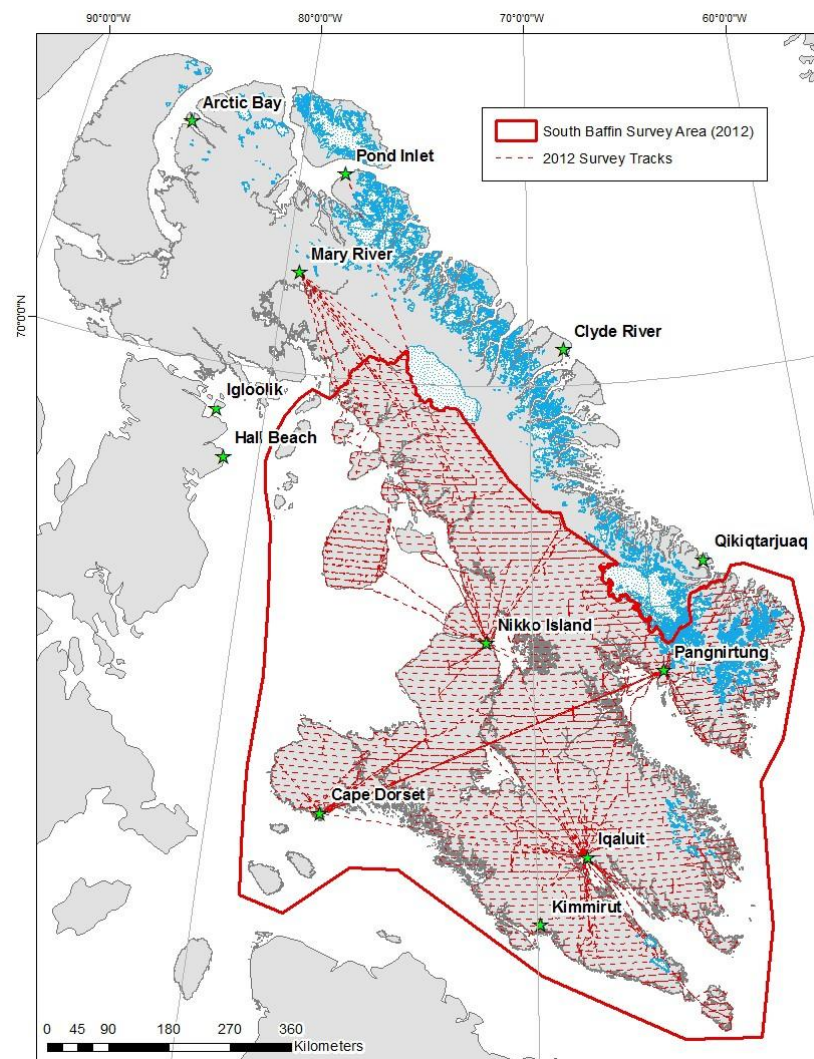 90°0'0"W
80°0'0"W
70°0'0"W
60°0'0"W
Arctic Bay
South Baffin Survey Area (2012)
2012 Survey Tracks
Pond Inlet
Mary River
70°0'0"N
Clyde River
Igloolik
Hall Beach
Qikiqtarjuaq
Nikko Island
Pangnirtung
Cape Dorset
Iqaluit
Kimmirut
0 45 90 180 270 360
Kilometers